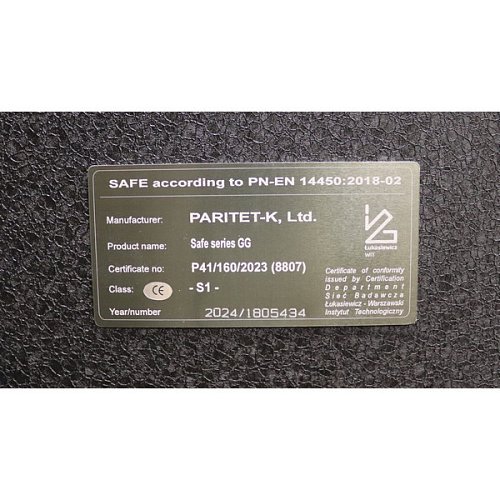 SAFE according to PN-EN 14450:2018-02
Manufacturer: PARITET-K, Ltd.
Product name: Safe series GG
Certificate no: P41/160/2023 (8807)
Class: CE - S1 -
Year/number 2024/1805434
Łukasiewicz
WIT
Certificate of conformity
issued by Certification
Department
Sieć Badawcza
Łukasiewicz - Warszawski
Instytut Technologiczny